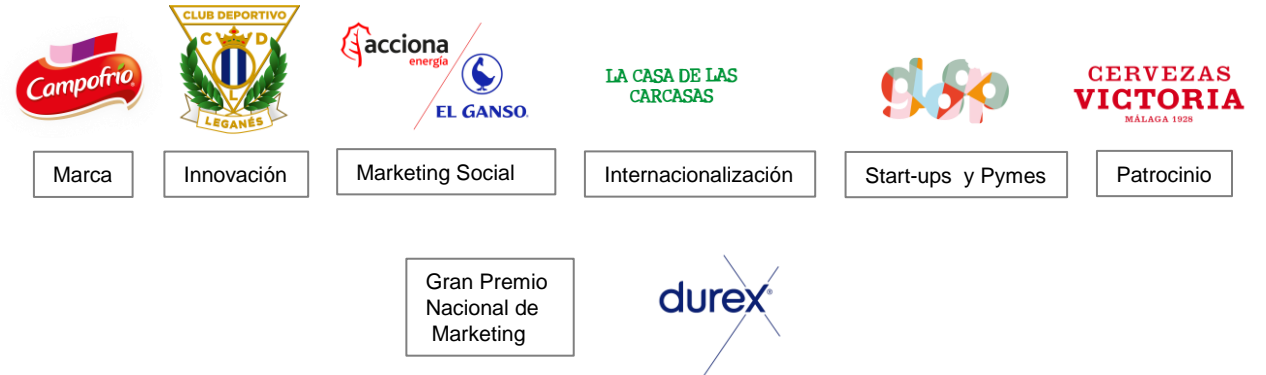 Campofrío
CLUB DEPORTIVO
C V D
L
LEGANÉS
acciona
energía
EL GANSO
LA CASA DE LAS
CARCASAS
gloop
CERVEZAS
VICTORIA
MÁLAGA 1928
Marca
Innovación
Marketing Social
Internacionalización
Start-ups y Pymes
Patrocinio
Gran Premio
Nacional de
Marketing
durex